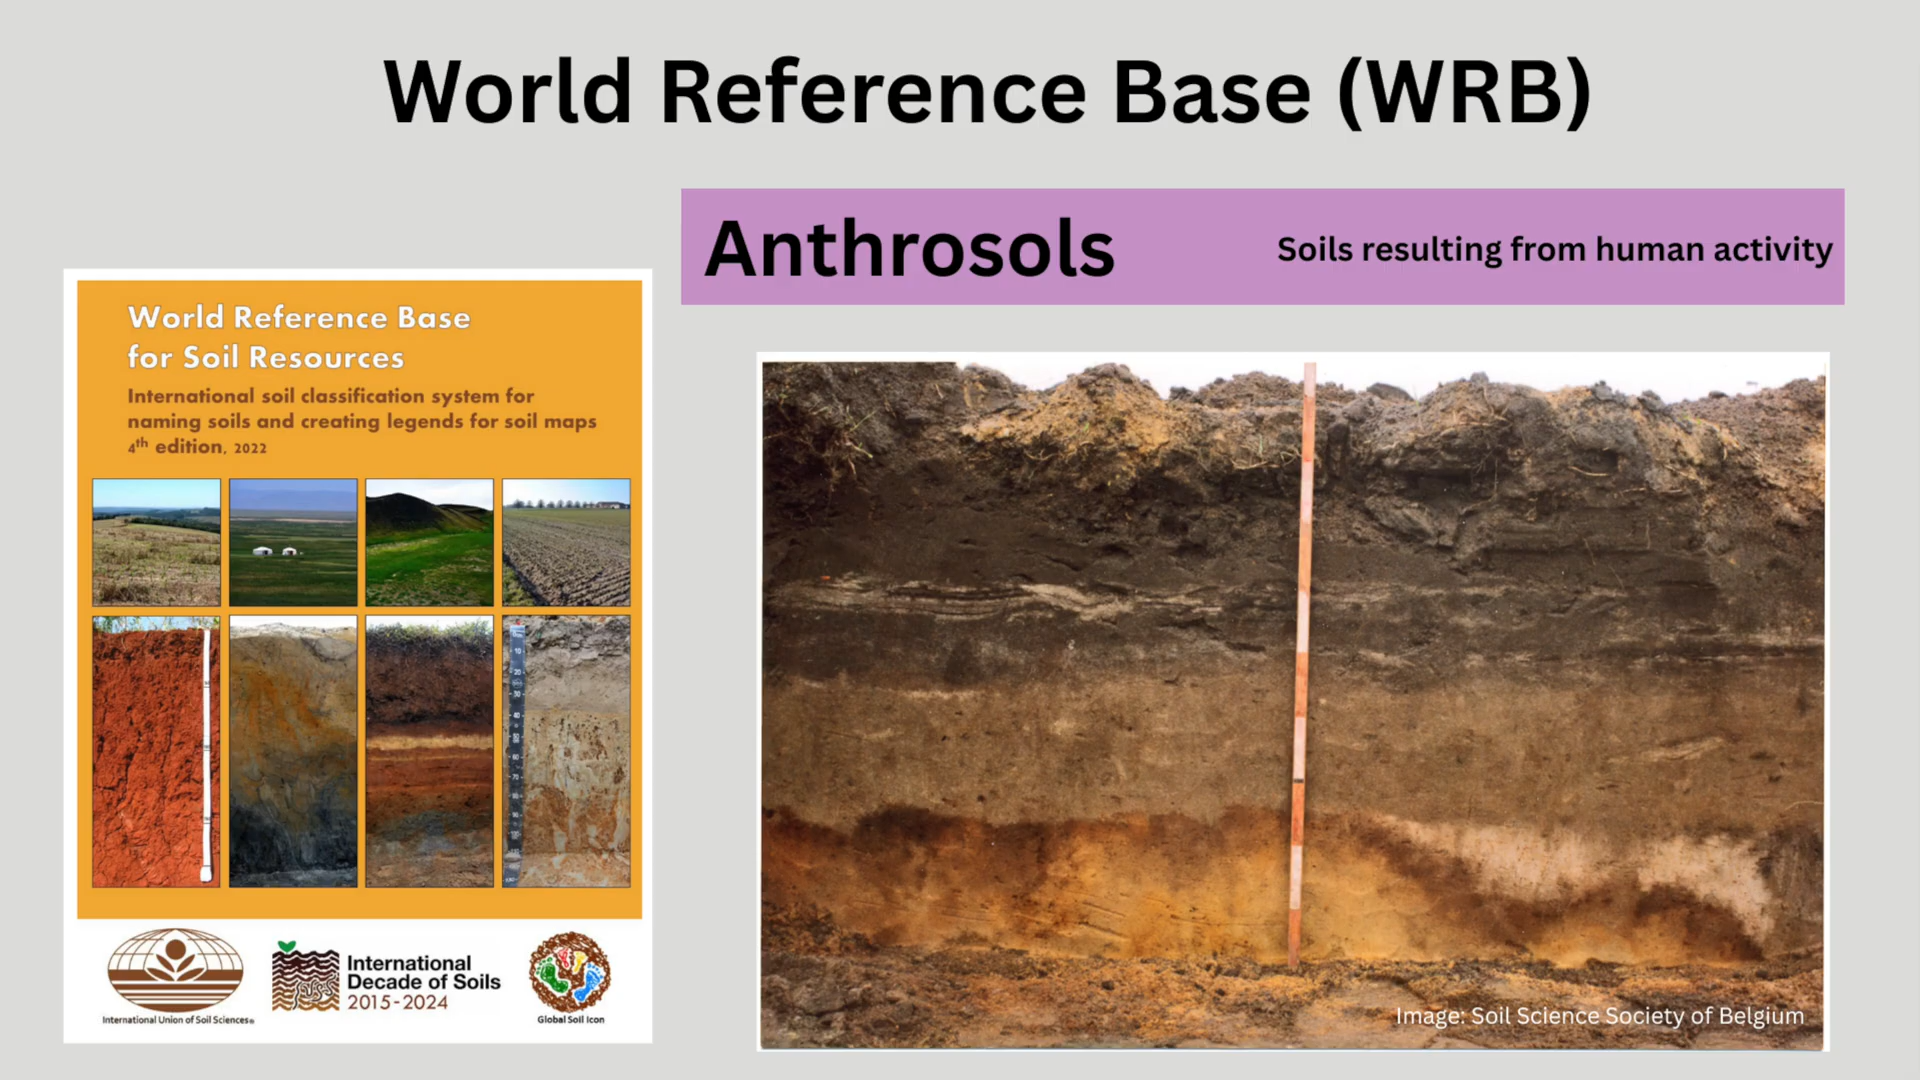 World Reference Base (WRB)
Anthrosols
Soils resulting from human activity
World Reference Base
for Soil Resources
International soil classification system for
naming soils and creating legends for soil maps
4th edition, 2022
International Union of Soil Sciences
International
Decade of Soils
2015-2024
Global Soil Icon
Image: Soil Science Society of Belgium